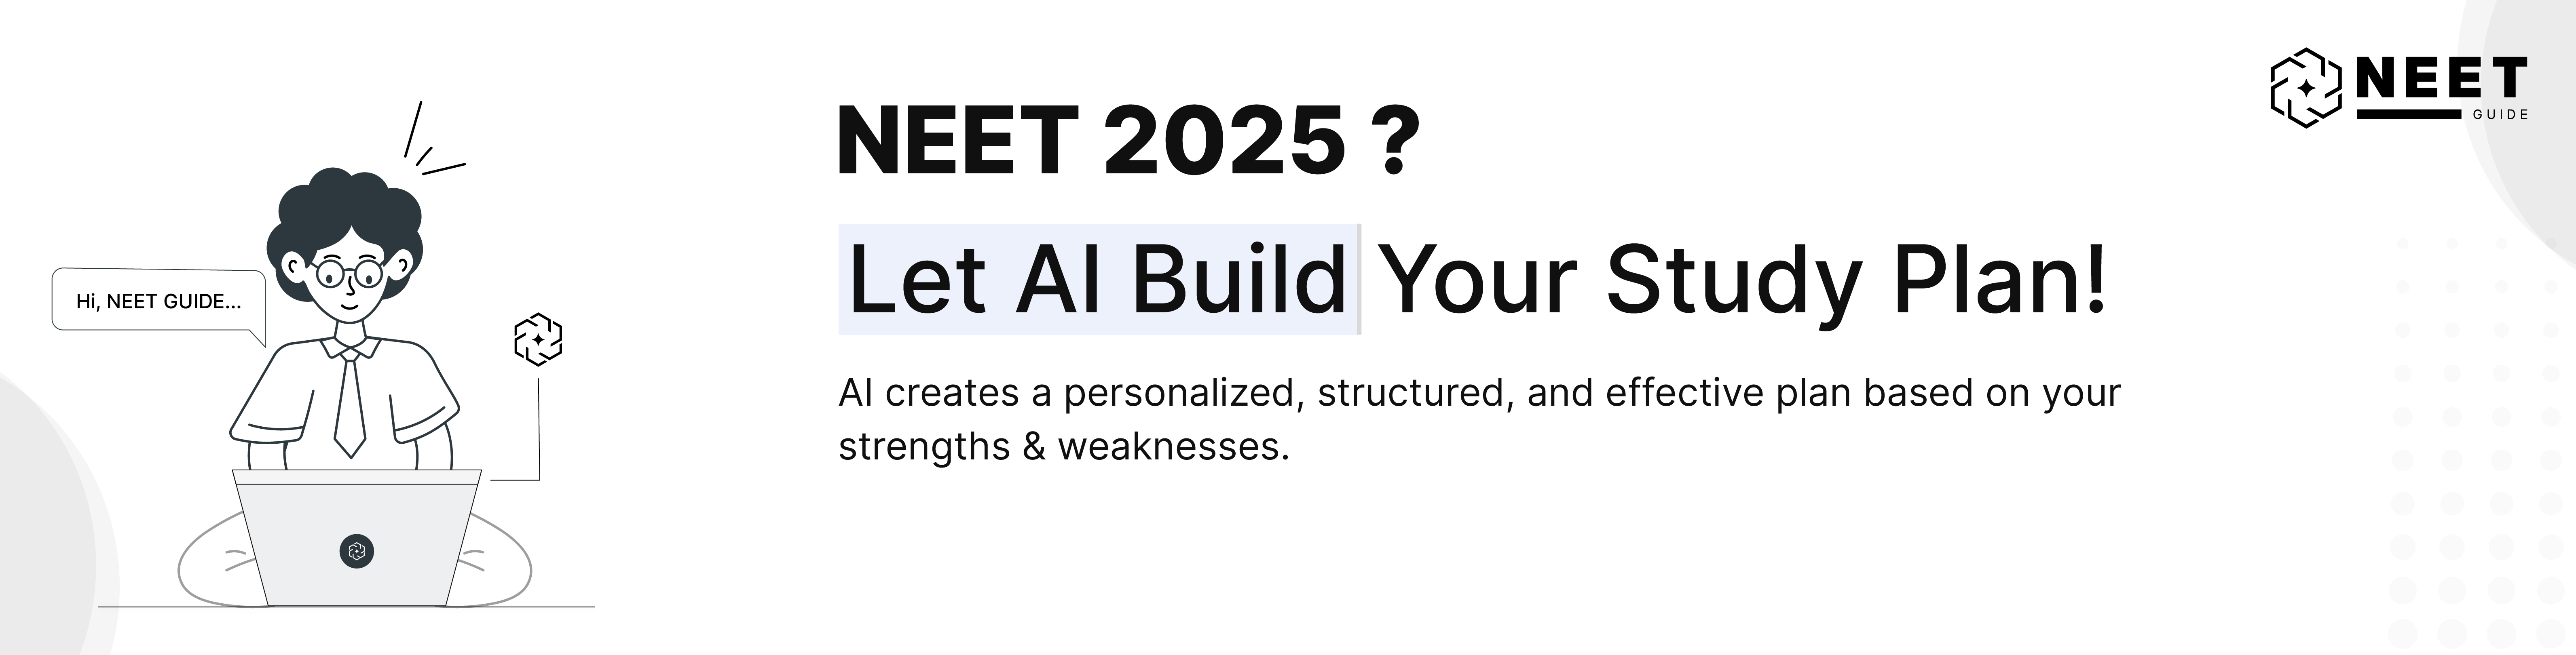 NEET
GUIDE
NEET 2025 ?
Let AI Build Your Study Plan!
AI creates a personalized, structured, and effective plan based on your
strengths & weaknesses.
Hi, NEET GUIDE...